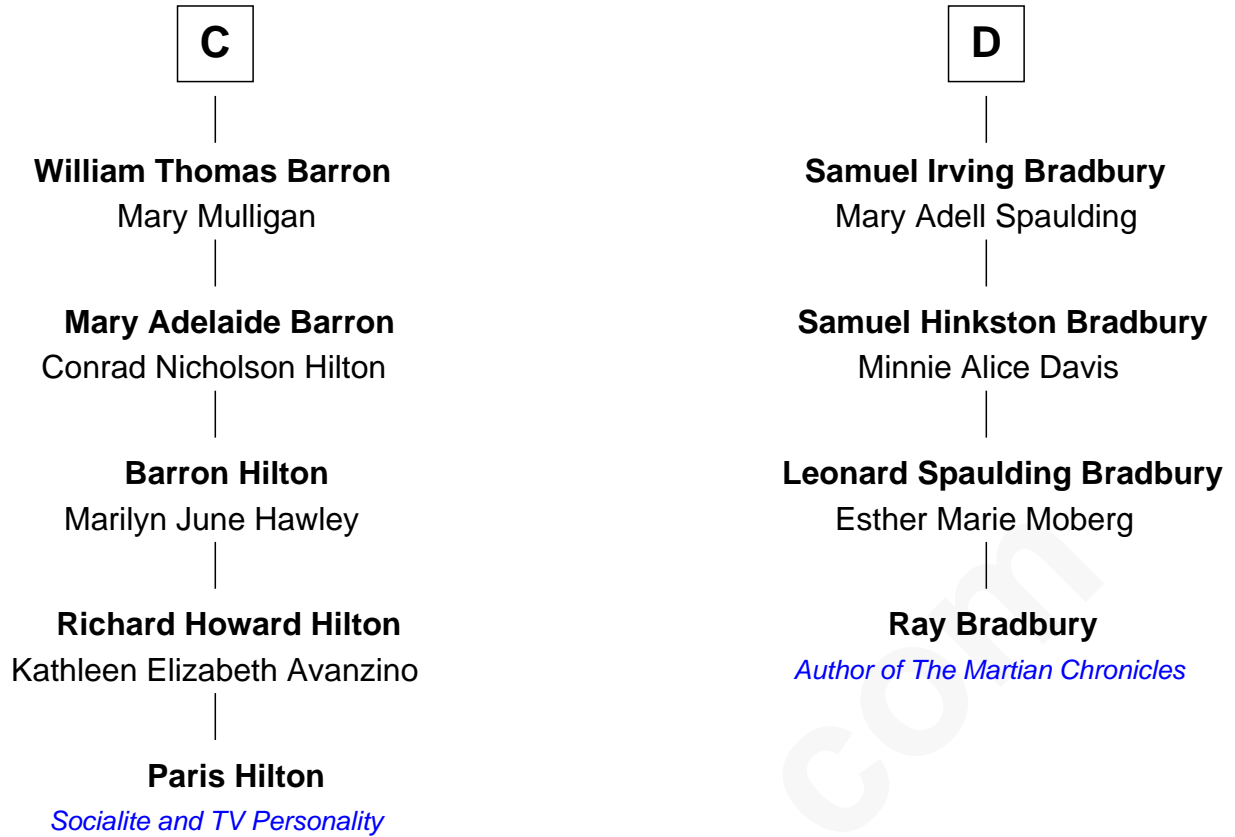 C
William Thomas Barron
Mary Mulligan
Mary Adelaide Barron
Conrad Nicholson Hilton
Barron Hilton
Marilyn June Hawley
Richard Howard Hilton
Kathleen Elizabeth Avanzino
Paris Hilton
Socialite and TV Personality
D
Samuel Irving Bradbury
Mary Adell Spaulding
Samuel Hinkston Bradbury
Minnie Alice Davis
Leonard Spaulding Bradbury
Esther Marie Moberg
Ray Bradbury
Author of The Martian Chronicles
com